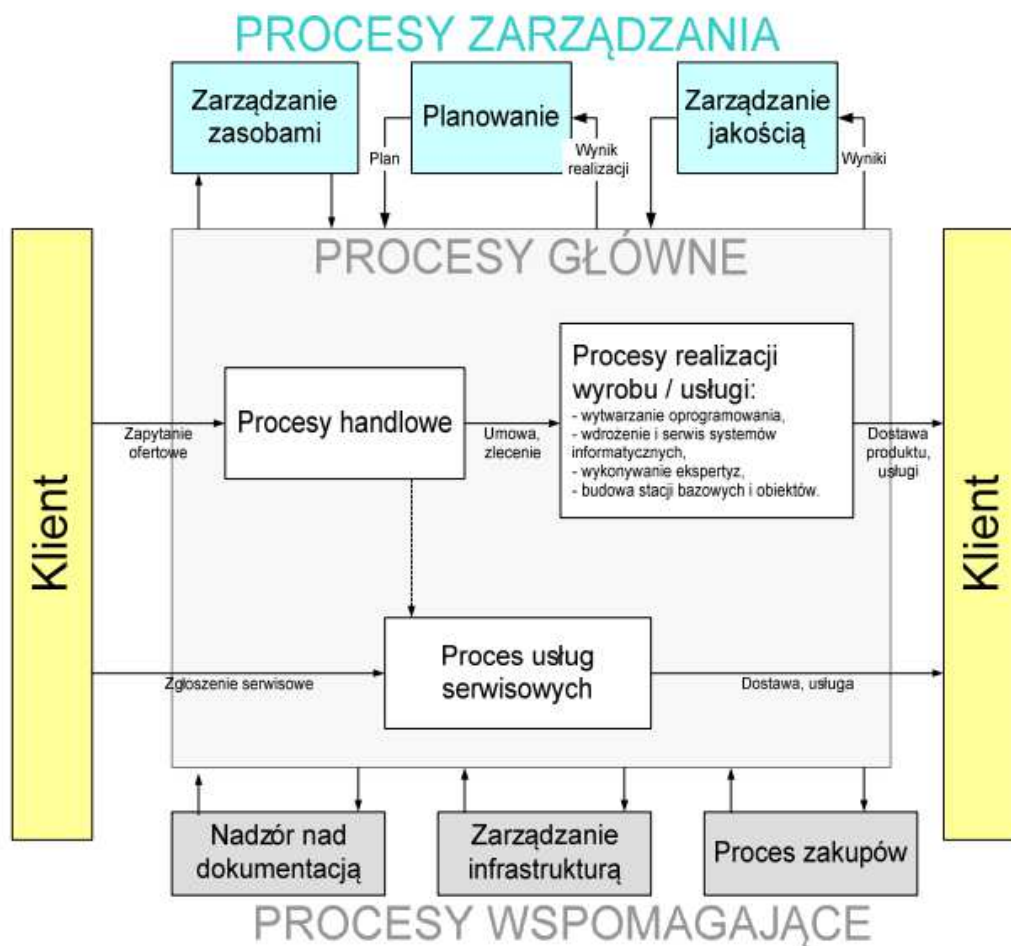 PROCESY ZARZĄDZANIA
Zarządzanie
zasobami
Planowanie
Zarządzanie
jakością
Plan
Wynik
realizacji
Wyniki
PROCESY GŁÓWNE
Klient
Zapytanie
ofertowe
Procesy handlowe
Umowa,
zlecenie
Procesy realizacji
wyrobu / usługi:
- wytwarzanie oprogramowania,
- wdrożenie i serwis systemów
informatycznych,
- wykonywanie ekspertyz,
- budowa stacji bazowych i obiektów.
Dostawa
produktu,
usługi
Klient
Zgłoszenie serwisowe
Proces usług
serwisowych
Dostawa, usługa
Nadzór nad
dokumentacją
Zarządzanie
infrastrukturą
Proces zakupów
PROCESY WSPOMAGAJĄCE